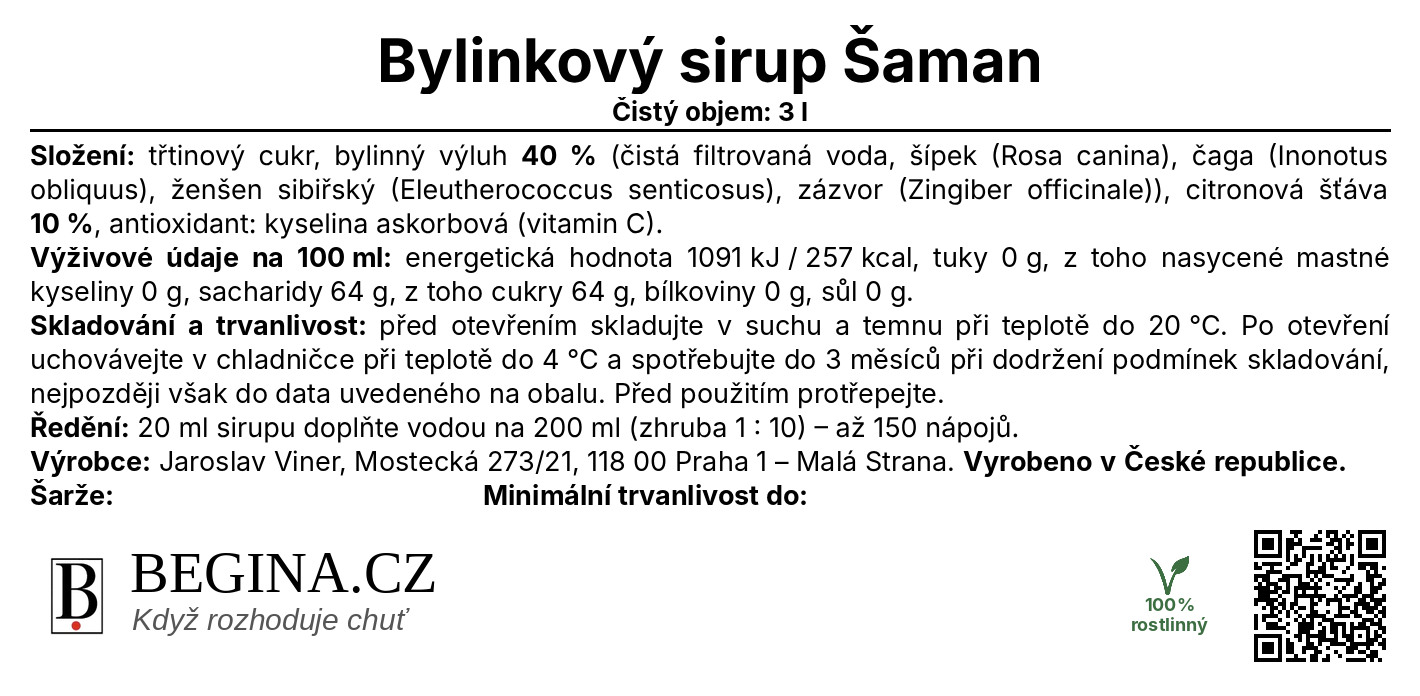 Bylinkový sirup Šaman
Čistý objem: 3 l
Složení: třtinový cukr, bylinný výluh 40 % (čistá filtrovaná voda, šípek (Rosa canina), čaga (Inonotus
obliquus), ženšen sibiřský (Eleutherococcus senticosus), zázvor (Zingiber officinale)), citronová šťáva
10 %, antioxidant: kyselina askorbová (vitamin C).
Výživové údaje na 100 ml: energetická hodnota 1091 kJ / 257 kcal, tuky 0 g, z toho nasycené mastné
kyseliny 0 g, sacharidy 64 g, z toho cukry 64 g, bílkoviny 0 g, sůl 0 g.
Skladování a trvanlivost: před otevřením skladujte v suchu a temnu při teplotě do 20 °C. Po otevření
uchovávejte v chladničce při teplotě do 4 °C a spotřebujte do 3 měsíců při dodržení podmínek skladování,
nejpozději však do data uvedeného na obalu. Před použitím protřepejte.
Ředění: 20 ml sirupu doplňte vodou na 200 ml (zhruba 1 : 10) – až 150 nápojů.
Výrobce: Jaroslav Viner, Mostecká 273/21, 118 00 Praha 1 – Malá Strana. Vyrobeno v České republice.
Šarže: Minimální trvanlivost do:
B BEGINA.CZ
Když rozhoduje chuť
100%
rostlinný